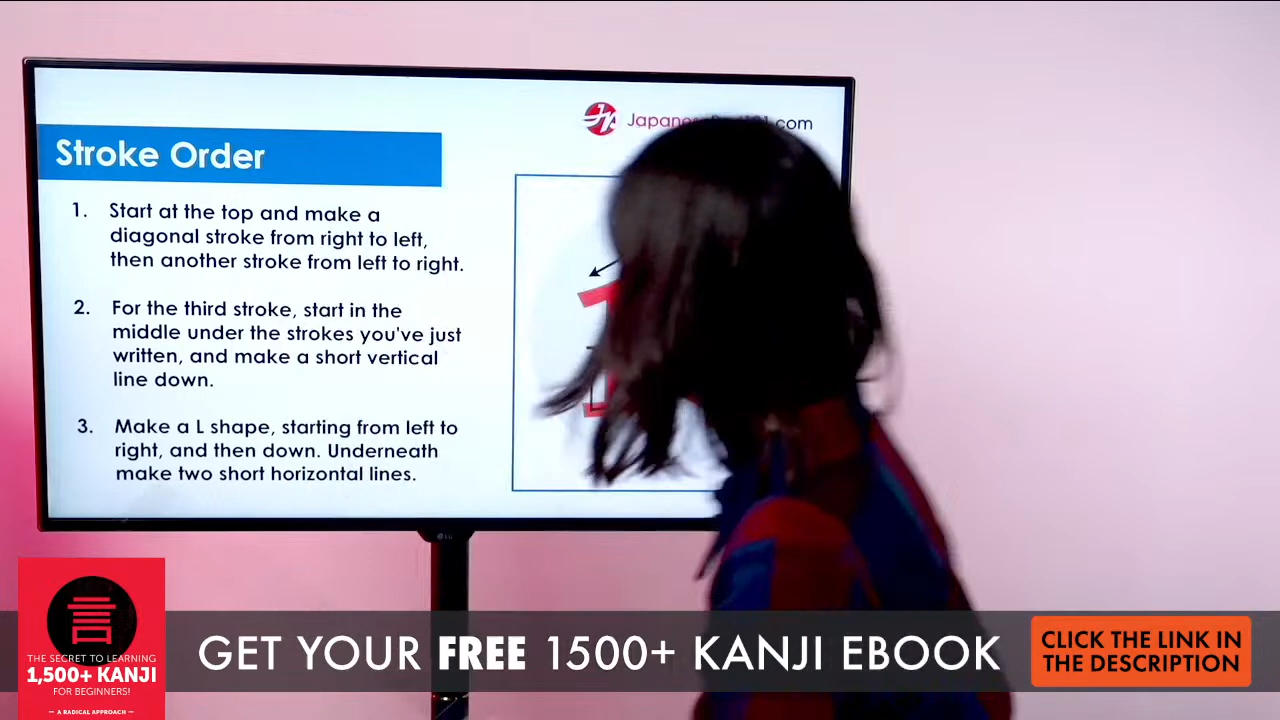 Stroke Order
1. Start at the top and make a
diagonal stroke from right to left,
then another stroke from left to right.
2. For the third stroke, start in the
middle under the strokes you've just
written, and make a short vertical
line down.
3. Make a L shape, starting from left to
right, and then down. Underneath
make two short horizontal lines.
LG
言
THE SECRET TO LEARNING
1,500+ KANJI
FOR BEGINNERS!
— A RADICAL APPROACH —
GET YOUR FREE 1500+ KANJI EBOOK
CLICK THE LINK IN
THE DESCRIPTION